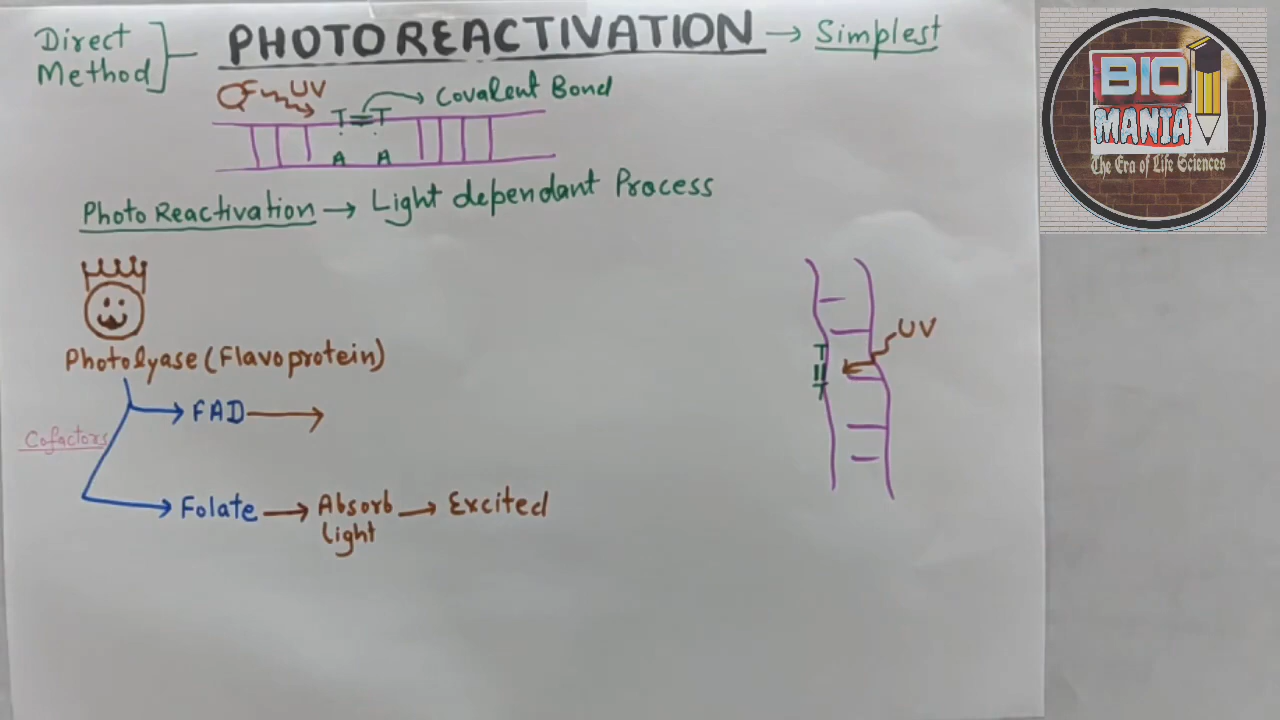 Direct
Method
PHOTOREACTIVATION → Simplest
UV
T = T → Covalent Bond
A A
Photo Reactivation → Light dependant Process
Photolyase (Flavoprotein)
Cofactors
→ FAD →
→ Folate → Absorb light → Excited
UV
T
=
T
BIO
MANIA
The Era of Life Sciences